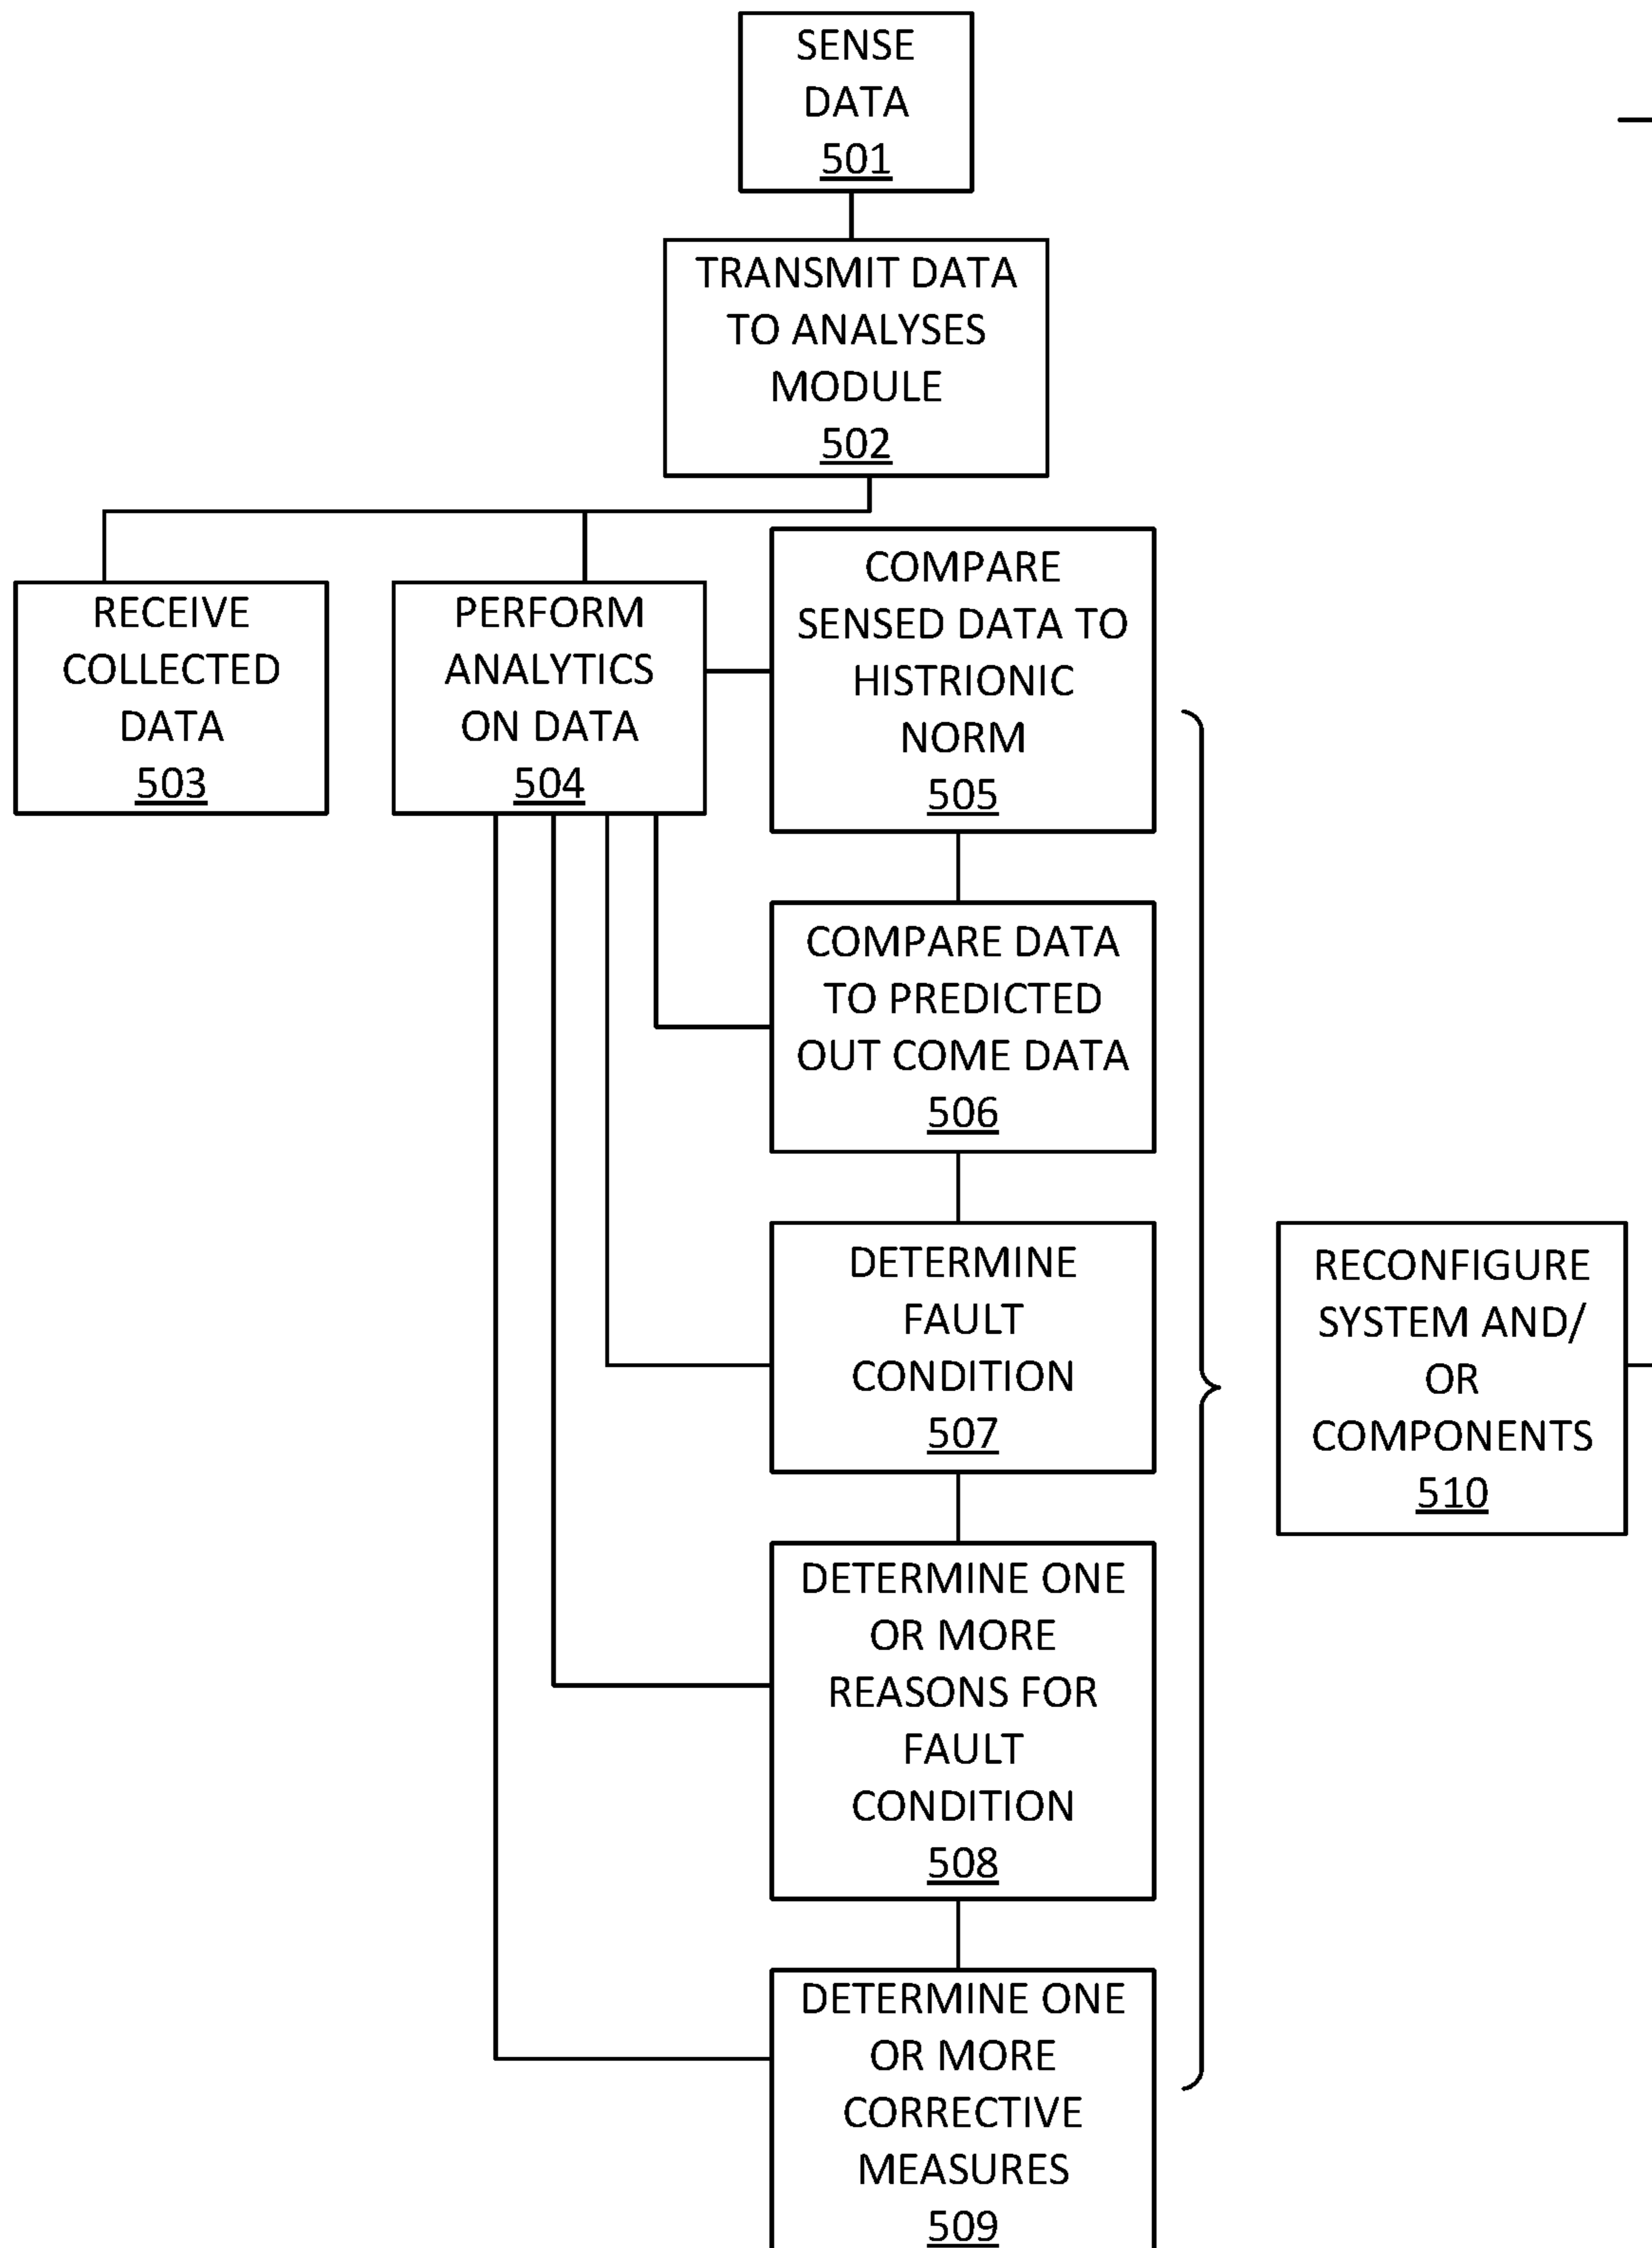 SENSE
DATA
501
TRANSMIT DATA
TO ANALYSES
MODULE
502
RECEIVE
COLLECTED
DATA
503
PERFORM
ANALYTICS
ON DATA
504
COMPARE
SENSED DATA TO
HISTRIONIC
NORM
505
COMPARE DATA
TO PREDICTED
OUT COME DATA
506
DETERMINE
FAULT
CONDITION
507
DETERMINE ONE
OR MORE
REASONS FOR
FAULT
CONDITION
508
DETERMINE ONE
OR MORE
CORRECTIVE
MEASURES
509
RECONFIGURE
SYSTEM AND/
OR
COMPONENTS
510